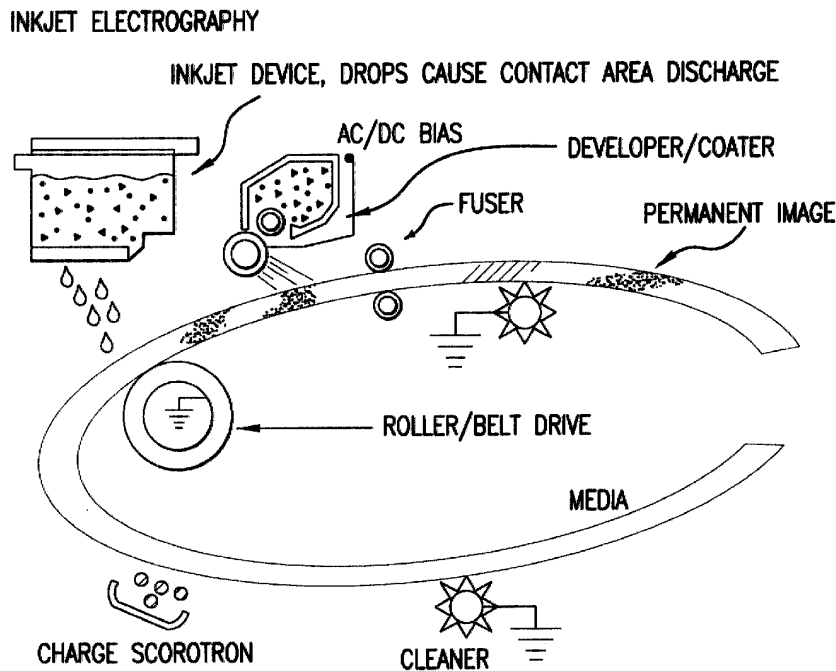 INKJET ELECTROGRAPHY
INKJET DEVICE, DROPS CAUSE CONTACT AREA DISCHARGE
AC/DC BIAS
DEVELOPER/COATER
FUSER
PERMANENT IMAGE
ROLLER/BELT DRIVE
MEDIA
CHARGE SCOROTRON
CLEANER